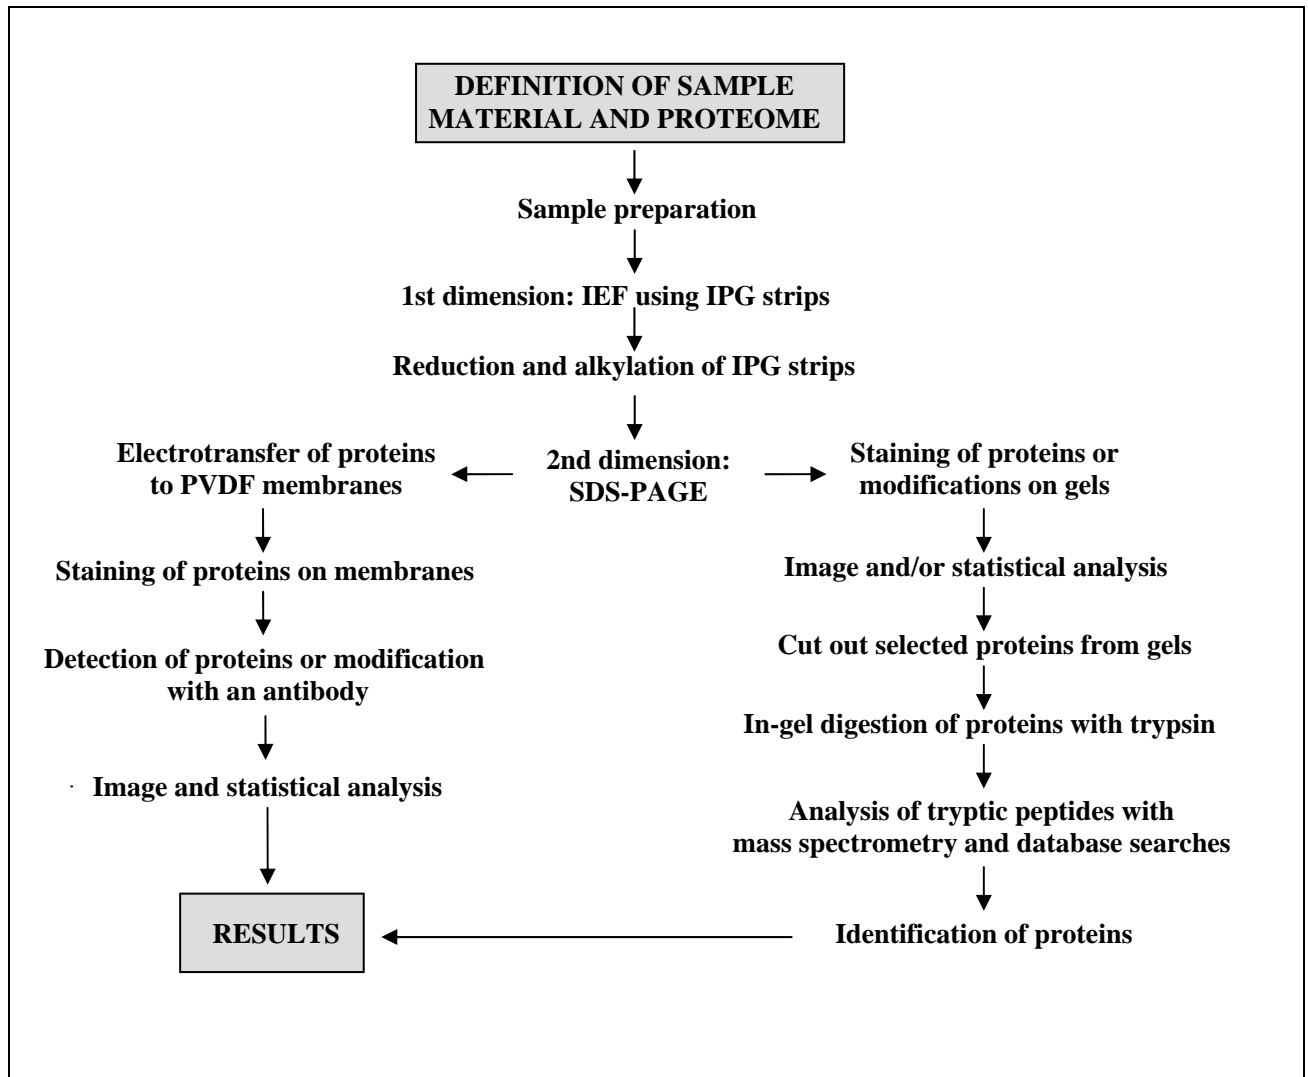 DEFINITION OF SAMPLE
MATERIAL AND PROTEOME
Sample preparation
1st dimension: IEF using IPG strips
Reduction and alkylation of IPG strips
Electrotransfer of proteins
to PVDF membranes
2nd dimension:
SDS-PAGE
Staining of proteins or
modifications on gels
Staining of proteins on membranes
Image and/or statistical analysis
Detection of proteins or modification
with an antibody
Cut out selected proteins from gels
In-gel digestion of proteins with trypsin
Image and statistical analysis
Analysis of tryptic peptides with
mass spectrometry and database searches
RESULTS
Identification of proteins